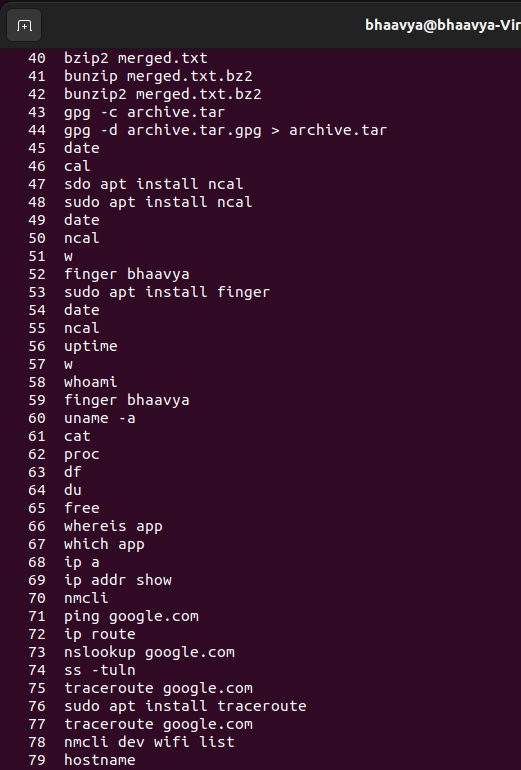 bhaavya@bhaavya-Vir
40 bzip2 merged.txt
41 bunzip merged.txt.bz2
42 bunzip2 merged.txt.bz2
43 gpg -c archive.tar
44 gpg -d archive.tar.gpg > archive.tar
45 date
46 cal
47 sdo apt install ncal
48 sudo apt install ncal
49 date
50 ncal
51 w
52 finger bhaavya
53 sudo apt install finger
54 date
55 ncal
56 uptime
57 w
58 whoami
59 finger bhaavya
60 uname -a
61 cat
62 proc
63 df
64 du
65 free
66 whereis app
67 which app
68 ip a
69 ip addr show
70 nmcli
71 ping google.com
72 ip route
73 nslookup google.com
74 ss -tuln
75 traceroute google.com
76 sudo apt install traceroute
77 traceroute google.com
78 nmcli dev wifi list
79 hostname